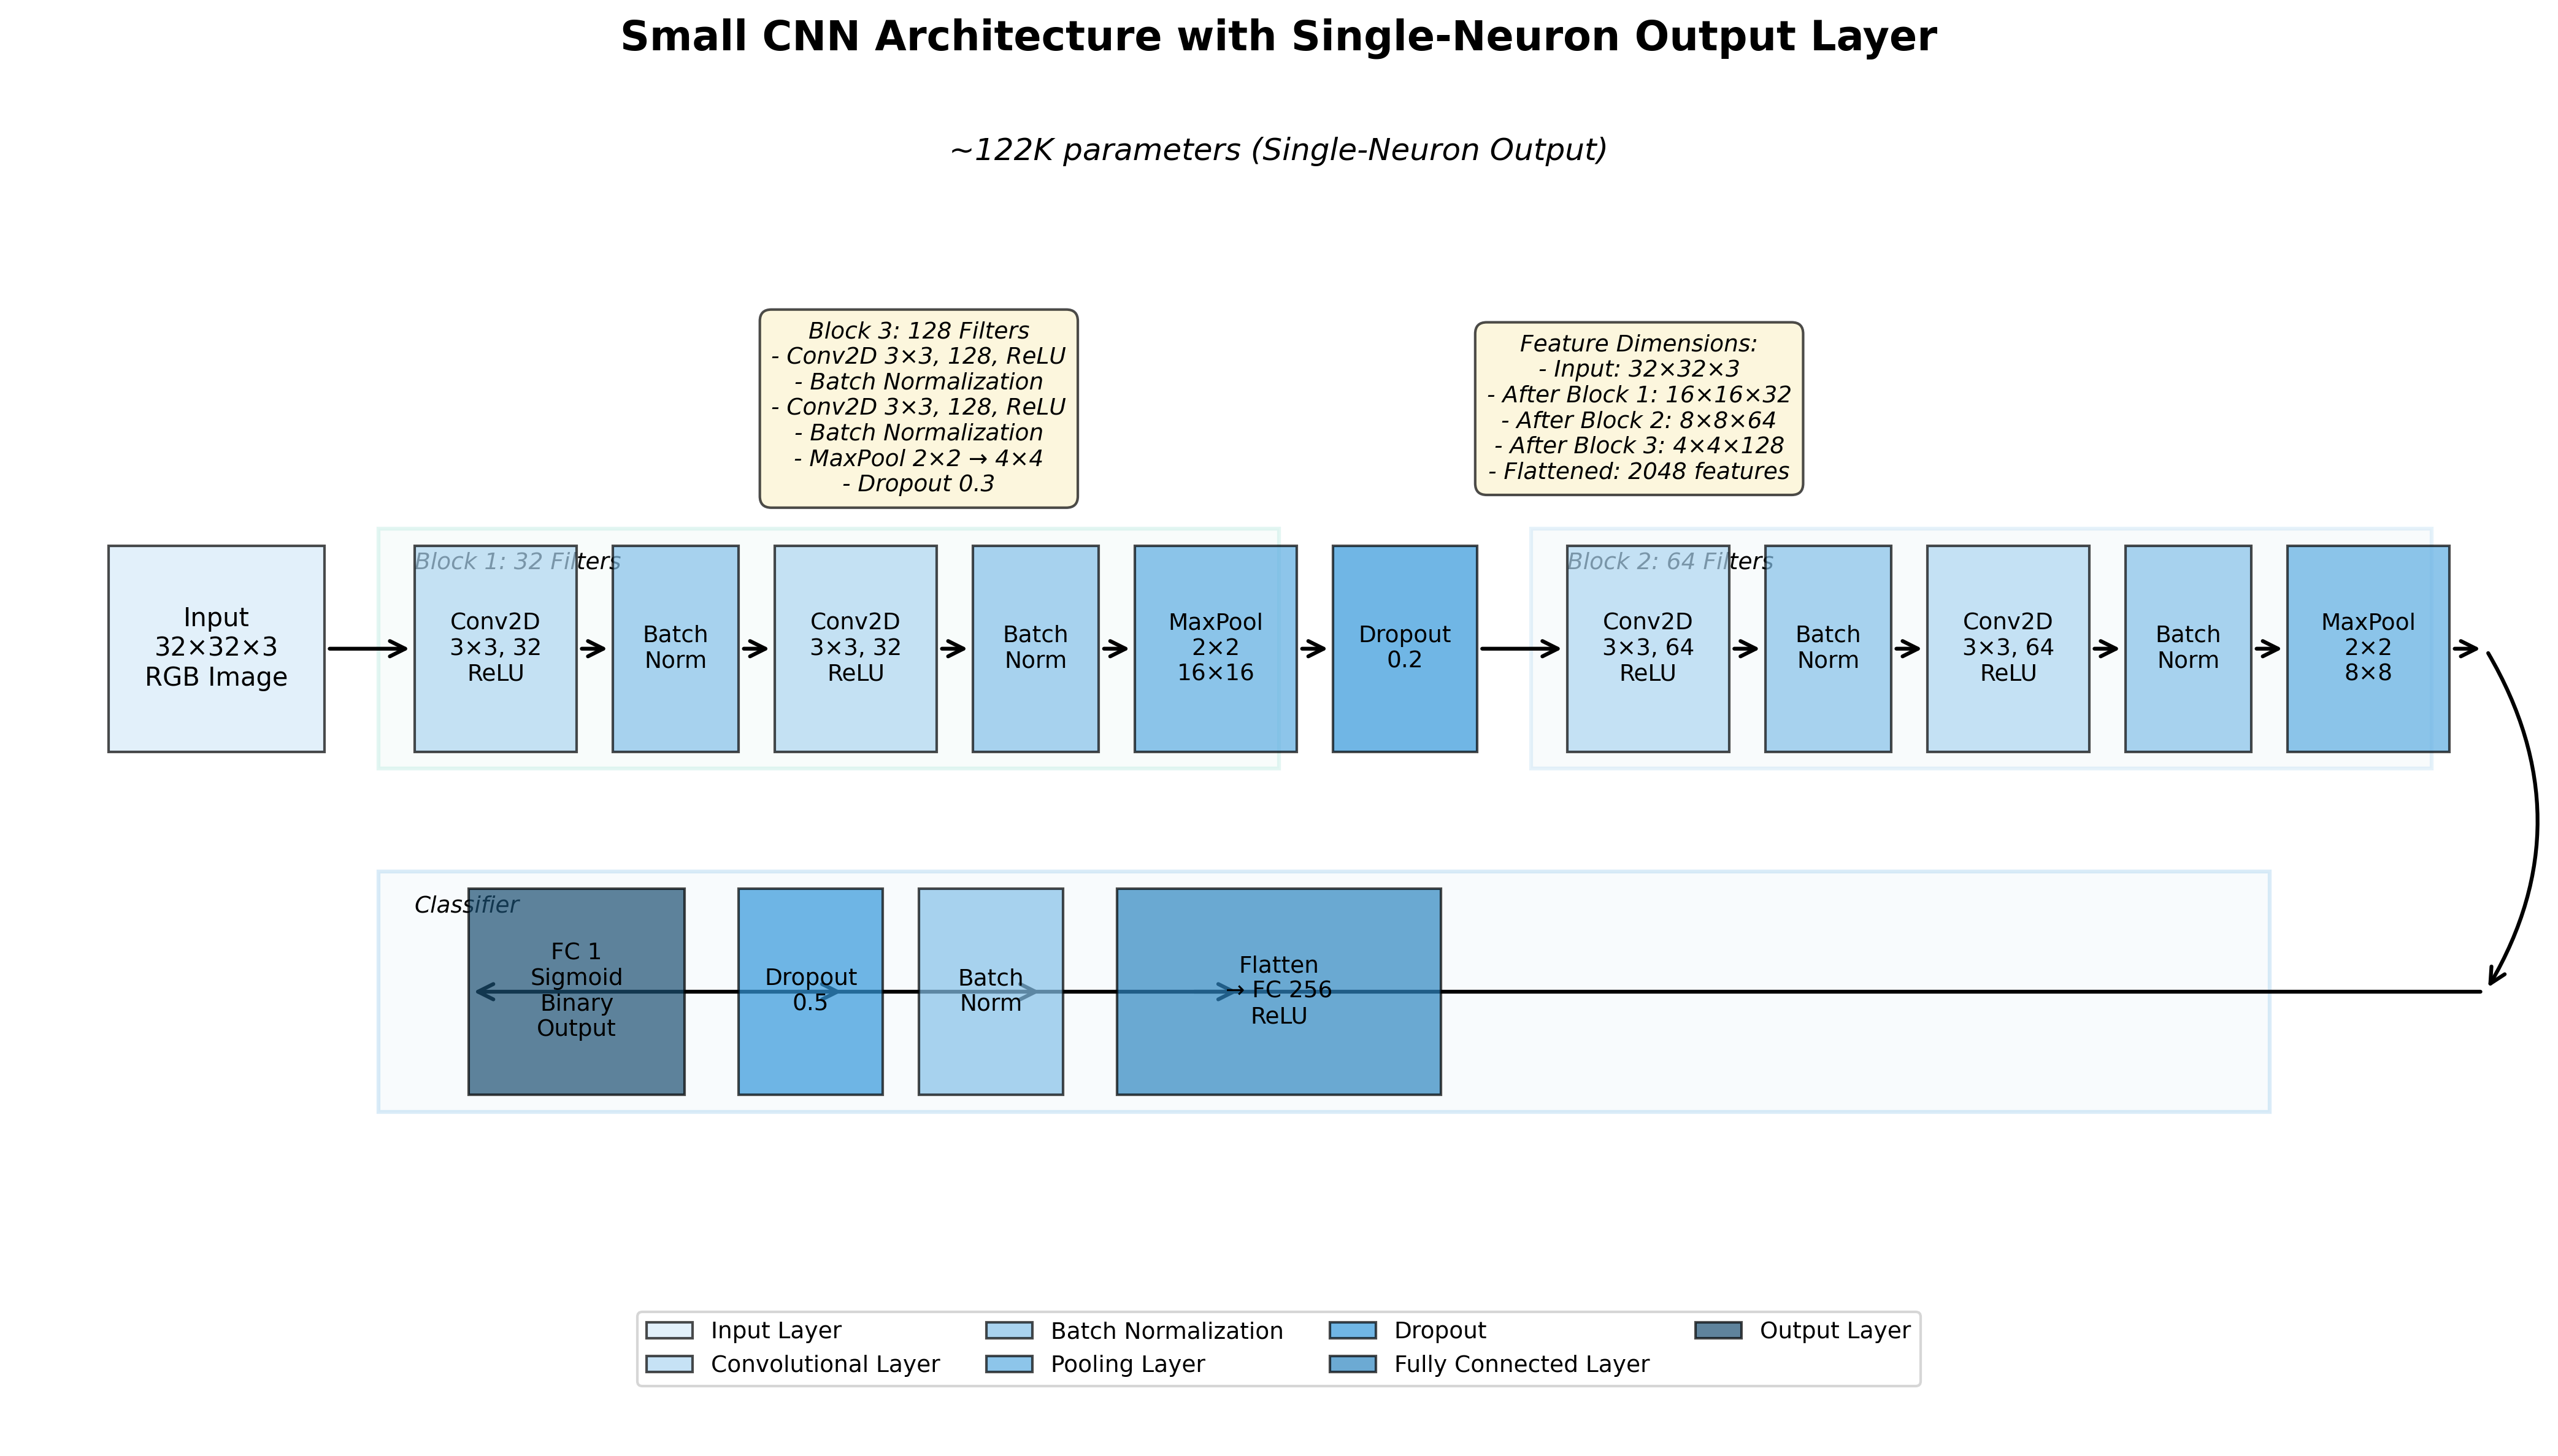 Small CNN Architecture with Single-Neuron Output Layer
~122K parameters (Single-Neuron Output)
Block 3: 128 Filters
- Conv2D 3×3, 128, ReLU
- Batch Normalization
- Conv2D 3×3, 128, ReLU
- Batch Normalization
- MaxPool 2×2 → 4×4
- Dropout 0.3
Feature Dimensions:
- Input: 32×32×3
- After Block 1: 16×16×32
- After Block 2: 8×8×64
- After Block 3: 4×4×128
- Flattened: 2048 features
Input
32×32×3
RGB Image
Block 1: 32 Filters
Conv2D
3×3, 32
ReLU
Batch
Norm
Conv2D
3×3, 32
ReLU
Batch
Norm
MaxPool
2×2
16×16
Dropout
0.2
Block 2: 64 Filters
Conv2D
3×3, 64
ReLU
Batch
Norm
Conv2D
3×3, 64
ReLU
Batch
Norm
MaxPool
2×2
8×8
Classifier
FC 1
Sigmoid
Binary
Output
Dropout
0.5
Batch
Norm
Flatten
→ FC 256
ReLU
Input Layer
Convolutional Layer
Batch Normalization
Pooling Layer
Dropout
Fully Connected Layer
Output Layer